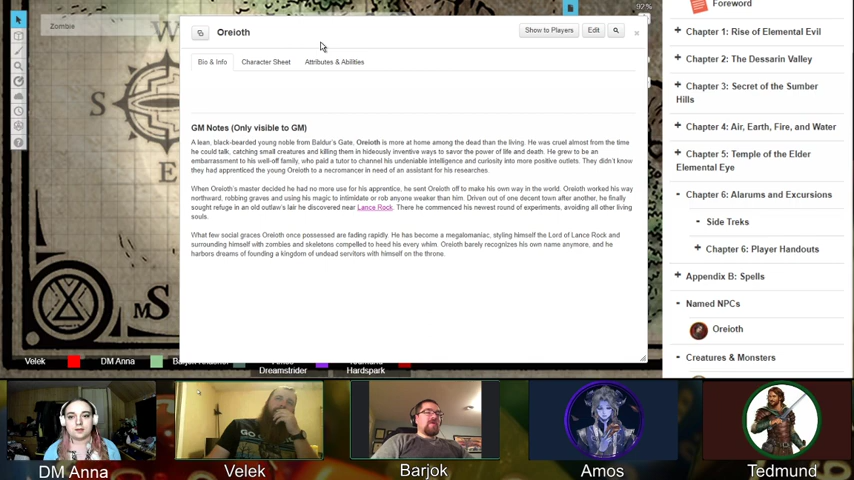 Zombie
92%
Oreioth
Show to Players
Edit
Bio & Info
Character Sheet
Attributes & Abilities
GM Notes (Only visible to GM)
A lean, black-bearded young noble from Baldur's Gate, Oreioth is more at home among the dead than the living. He was cruel almost from the time
he could talk, catching small creatures and killing them in hideously inventive ways to savor the power of life and death. He grew to be an
embarrassment to his well-off family, who paid a tutor to channel his undeniable intelligence and curiosity into more positive outlets. They didn't know
they had apprenticed the young Oreioth to a necromancer in need of an assistant for his researches.
When Oreioth's master decided he had no more use for his apprentice, he sent Oreioth off to make his own way in the world. Oreioth worked his way
northward, robbing graves and using his magic to intimidate or rob anyone weaker than him. Driven out of one decent town after another, he finally
sought refuge in an old outlaw's lair he discovered near Lance Rock. There he commenced his newest round of experiments, avoiding all other living
souls.
What few social graces Oreioth once possessed are fading rapidly. He has become a megalomaniac, styling himself the Lord of Lance Rock and
surrounding himself with zombies and skeletons compelled to heed his every whim. Oreioth barely recognizes his own name anymore, and he
harbors dreams of founding a kingdom of undead servitors with himself on the throne.
Foreword
Chapter 1: Rise of Elemental Evil
Chapter 2: The Dessarin Valley
Chapter 3: Secret of the Sumber
Hills
Chapter 4: Air, Earth, Fire, and Water
Chapter 5: Temple of the Elder
Elemental Eye
Chapter 6: Alarums and Excursions
Side Treks
Chapter 6: Player Handouts
Appendix B: Spells
Named NPCs
Oreioth
Creatures & Monsters
W
S
MS
Velek
DM Anna
Dreamstrider
Hardspark
DM Anna
Velek
Barjok
Amos
Tedmund